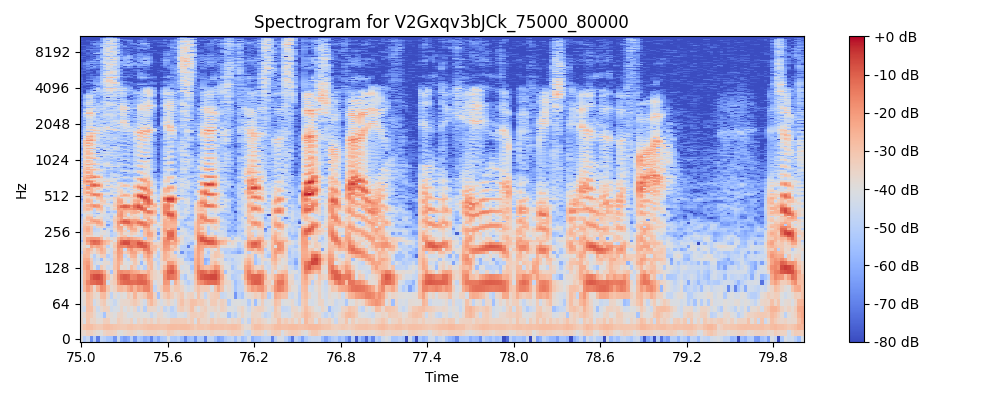 Spectrogram for V2Gxqv3bJCk_75000_80000
Hz
8192
4096
2048
1024
512
256
128
64
0
75.0 75.6 76.2 76.8 77.4 78.0 78.6 79.2 79.8
Time
+0 dB
-10 dB
-20 dB
-30 dB
-40 dB
-50 dB
-60 dB
-70 dB
-80 dB